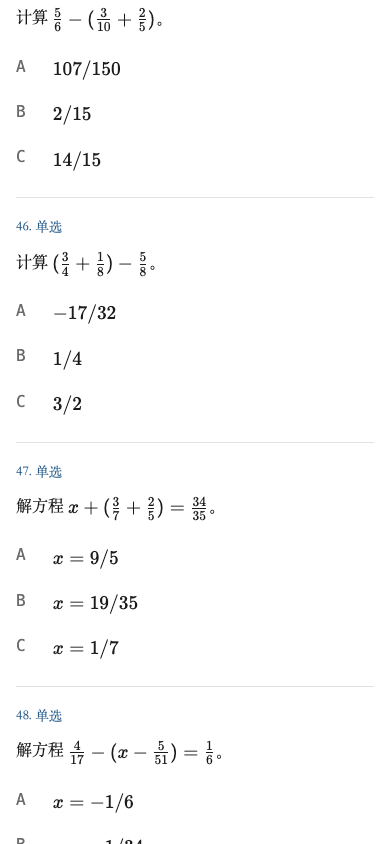 计算 5/6 − (3/10 + 2/5)。
A 107/150
B 2/15
C 14/15
46. 单选
计算 (3/4 + 1/8) − 5/8。
A −17/32
B 1/4
C 3/2
47. 单选
解方程 x + (3/7 + 2/5) = 34/35。
A x = 9/5
B x = 19/35
C x = 1/7
48. 单选
解方程 4/17 − (x − 5/51) = 1/6。
A x = −1/6